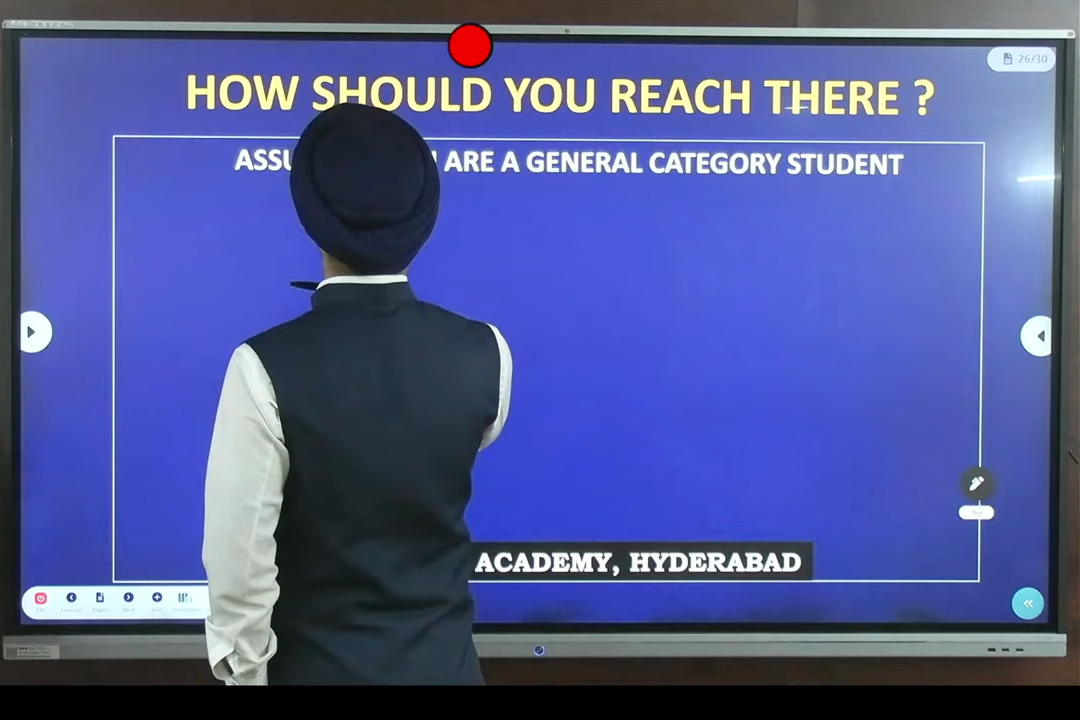 26/30
HOW SHOULD YOU REACH THERE ?
ARE A GENERAL CATEGORY STUDENT
ACADEMY, HYDERABAD